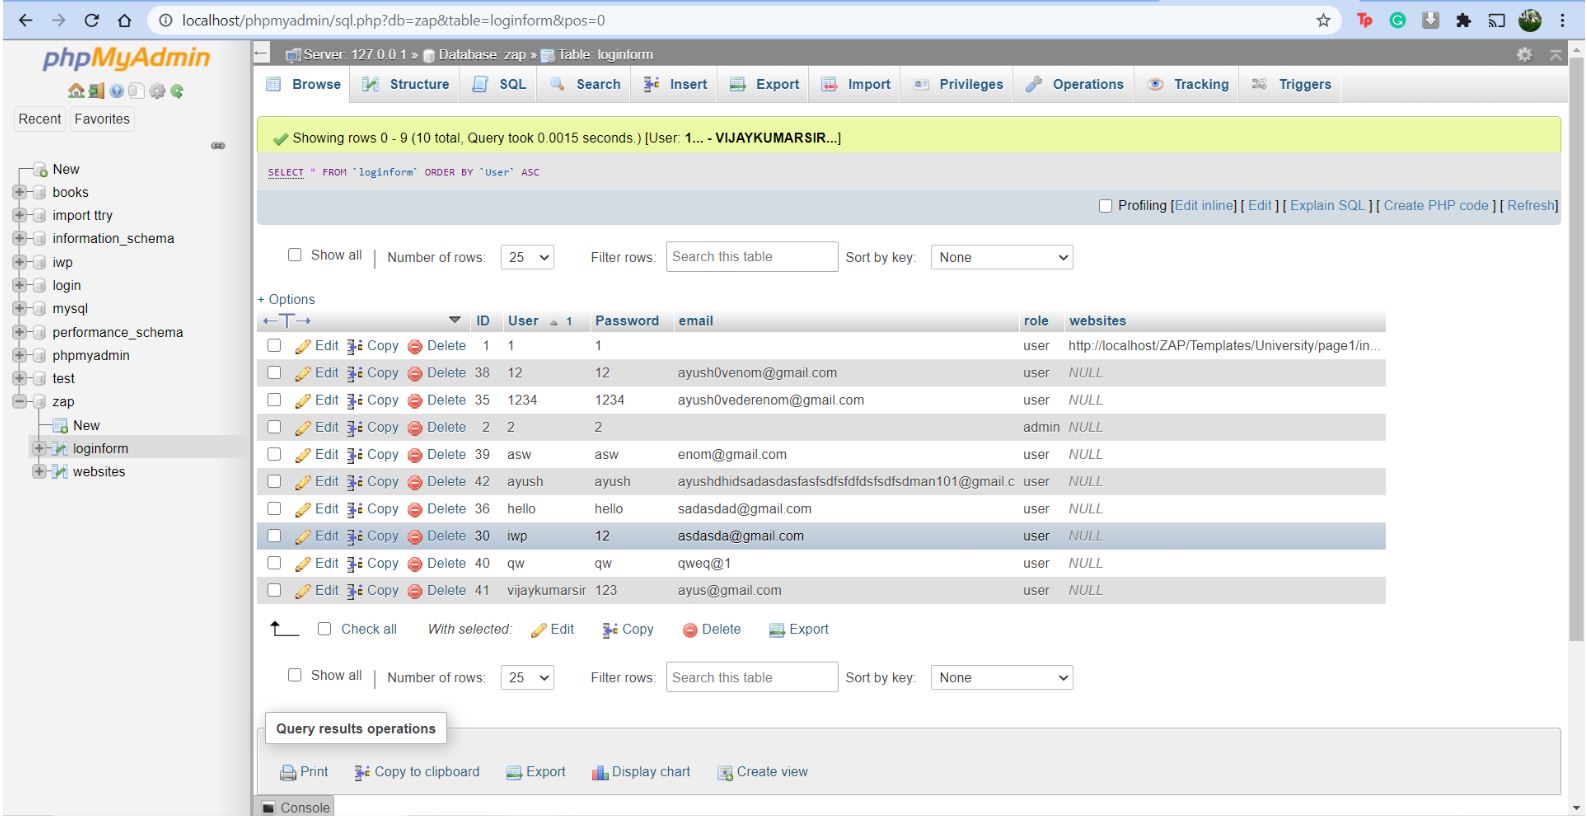 localhost/phpmyadmin/sql.php?db=zap&table=loginform&pos=0
phpMyAdmin
Recent Favorites
New
books
import ttry
information_schema
iwp
login
mysql
performance_schema
phpmyadmin
test
zap
New
loginform
websites
Server: 127.0.0.1 » Database: zap » Table: loginform
Browse Structure SQL Search Insert Export Import Privileges Operations Tracking Triggers
Showing rows 0 - 9 (10 total, Query took 0.0015 seconds.) [User: 1... - VIJAYKUMARSIR...]
SELECT * FROM `loginform` ORDER BY `User` ASC
Profiling [Edit inline] [ Edit ] [ Explain SQL ] [ Create PHP code ] [ Refresh]
Show all | Number of rows: 25 Filter rows: Search this table Sort by key: None
+ Options
←T→ ID User 1 Password email role websites
Edit Copy Delete 1 1 1 user http://localhost/ZAP/Templates/University/page1/in...
Edit Copy Delete 38 12 12 ayush0venom@gmail.com user NULL
Edit Copy Delete 35 1234 1234 ayush0vederenom@gmail.com user NULL
Edit Copy Delete 2 2 2 admin NULL
Edit Copy Delete 39 asw asw enom@gmail.com user NULL
Edit Copy Delete 42 ayush ayush ayushdhidsadasdasfasfsdfsfdfdsfsdfsdman101@gmail.c user NULL
Edit Copy Delete 36 hello hello sadasdad@gmail.com user NULL
Edit Copy Delete 30 iwp 12 asdasda@gmail.com user NULL
Edit Copy Delete 40 qw qw qweq@1 user NULL
Edit Copy Delete 41 vijaykumarsir 123 ayus@gmail.com user NULL
Check all With selected: Edit Copy Delete Export
Show all | Number of rows: 25 Filter rows: Search this table Sort by key: None
Query results operations
Print Copy to clipboard Export Display chart Create view
Console